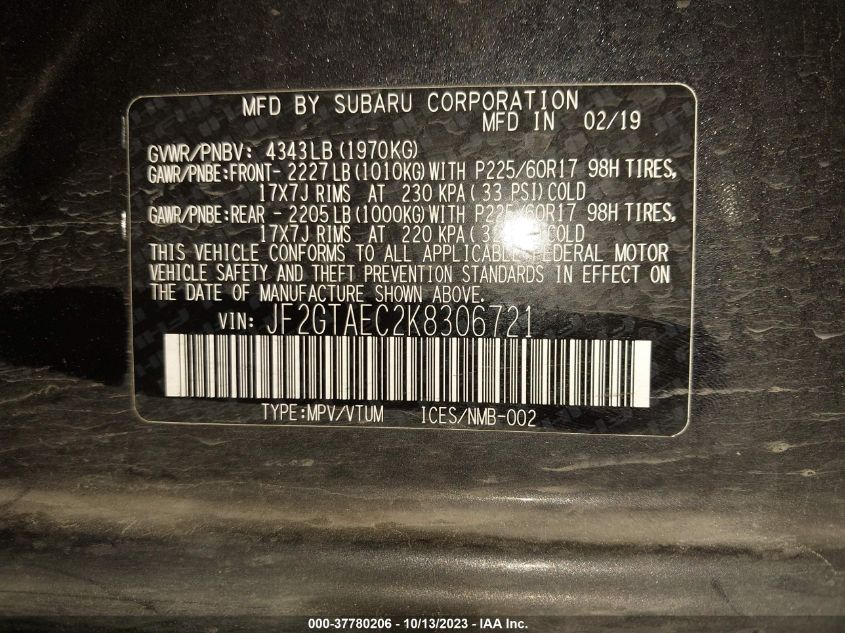 MFD BY SUBARU CORPORATION
MFD IN 02/19
GVWR/PNBV: 4343LB (1970KG)
GAWR/PNBE:FRONT- 2227LB (1010KG) WITH P225/60R17 98H TIRES,
17X7J RIMS AT 230 KPA (33 PSI) COLD
GAWR/PNBE:REAR - 2205LB (1000KG) WITH P225/60R17 98H TIRES,
17X7J RIMS AT 220 KPA COLD
THIS VEHICLE CONFORMS TO ALL APPLICABLE FEDERAL MOTOR
VEHICLE SAFETY AND THEFT PREVENTION STANDARDS IN EFFECT ON
THE DATE OF MANUFACTURE SHOWN ABOVE.
VIN: JF2GTAEC2K8306721
TYPE:MPV/VTUM ICES/NMB-002
000-37780206 - 10/13/2023 - IAA Inc.